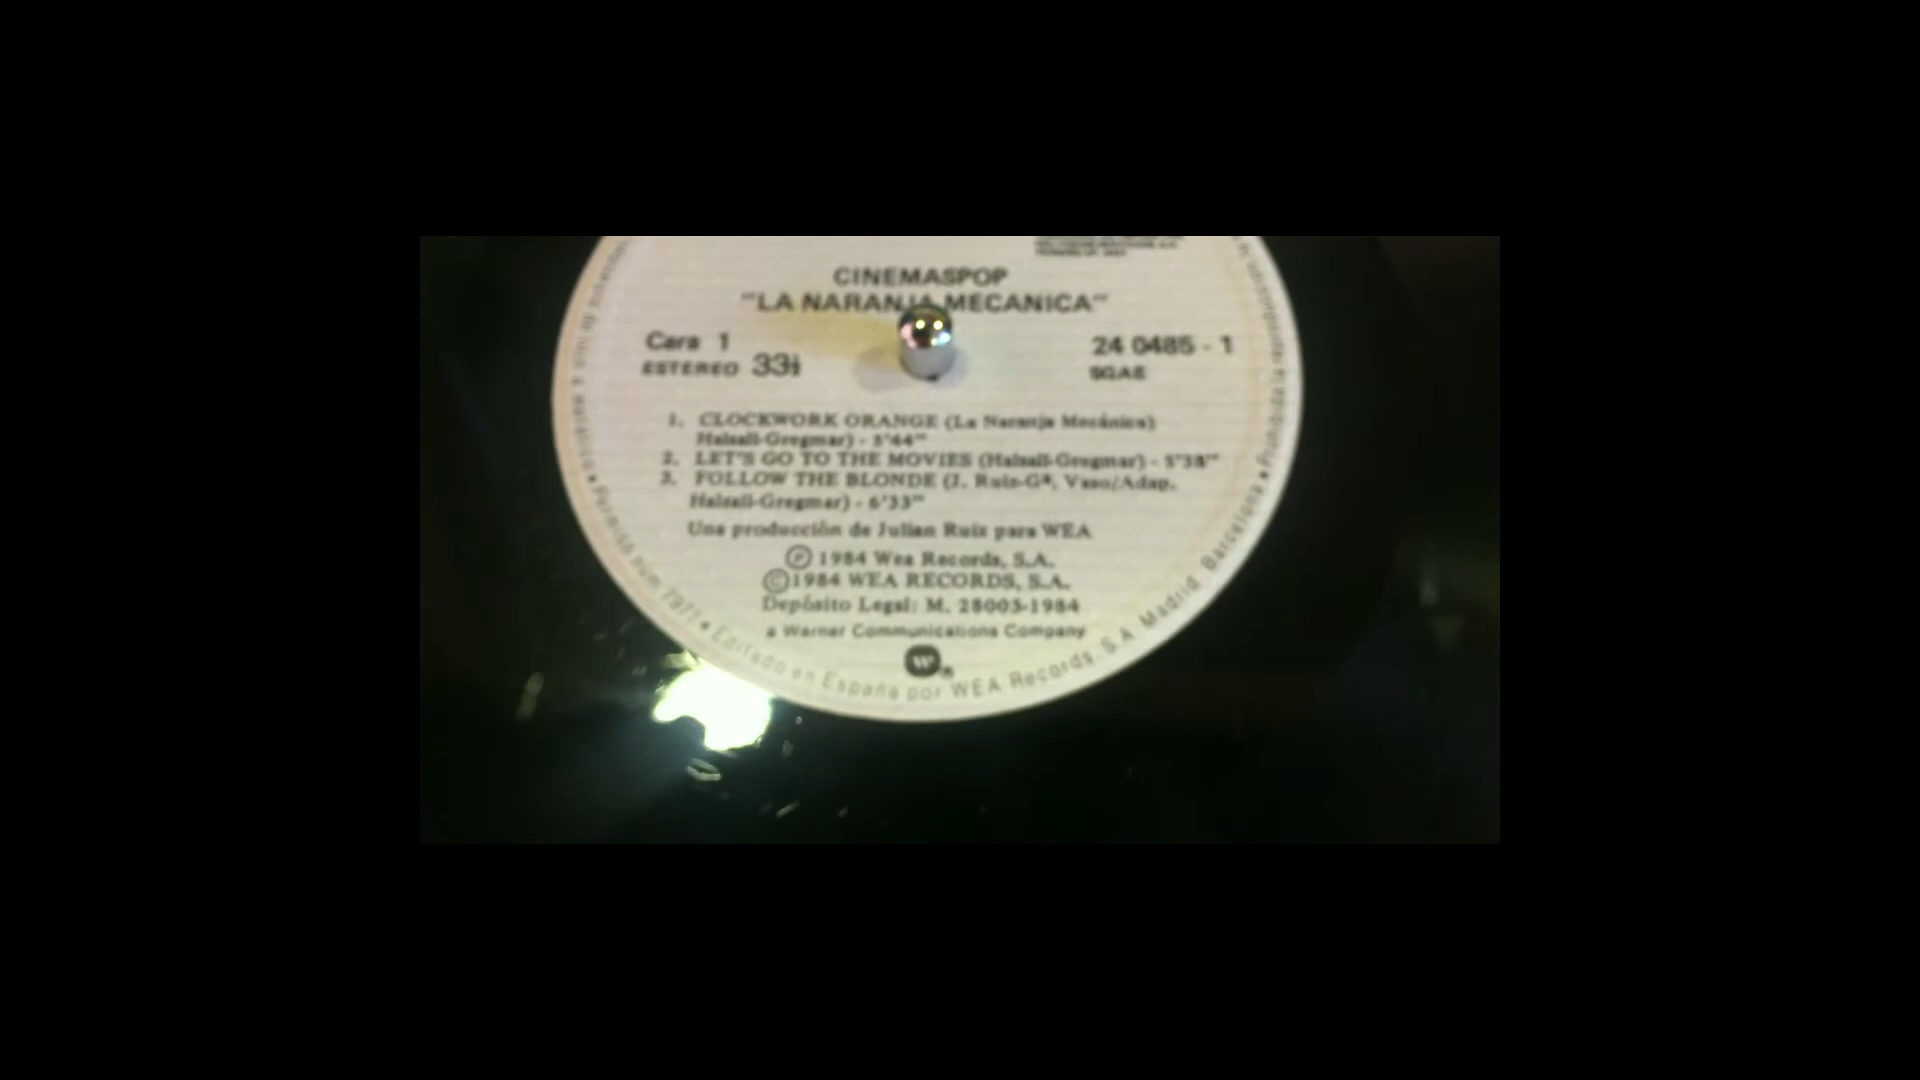 CINEMASPOP
"LA NARANJA MECANICA"
Cara 1
24 0485 - 1
ESTEREO 33⅓
SGAE
1. CLOCKWORK ORANGE (La Naranja Mecánica)
Halsall-Gregmar) - 5'44"
2. LET'S GO TO THE MOVIES (Halsall-Gregmar) - 5'38"
3. FOLLOW THE BLONDE (J. Ruiz-Gª. Vaso/Adap.
Halsall-Gregmar) - 6'33"
Una producción de Julian Ruiz para WEA
Ⓟ 1984 Wea Records, S.A.
© 1984 WEA RECORDS, S.A.
Depósito Legal: M. 28003-1984
a Warner Communications Company
W ®
Permiso núm. 7977 • Editado en España por WEA Records. S.A. Madrid. Barcelona •